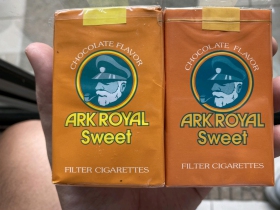 CHOCOLATE FLAVOR
ARK ROYAL
Sweet
FILTER CIGARETTES
CHOCOLATE FLAVOR
ARK ROYAL
Sweet
FILTER CIGARETTES